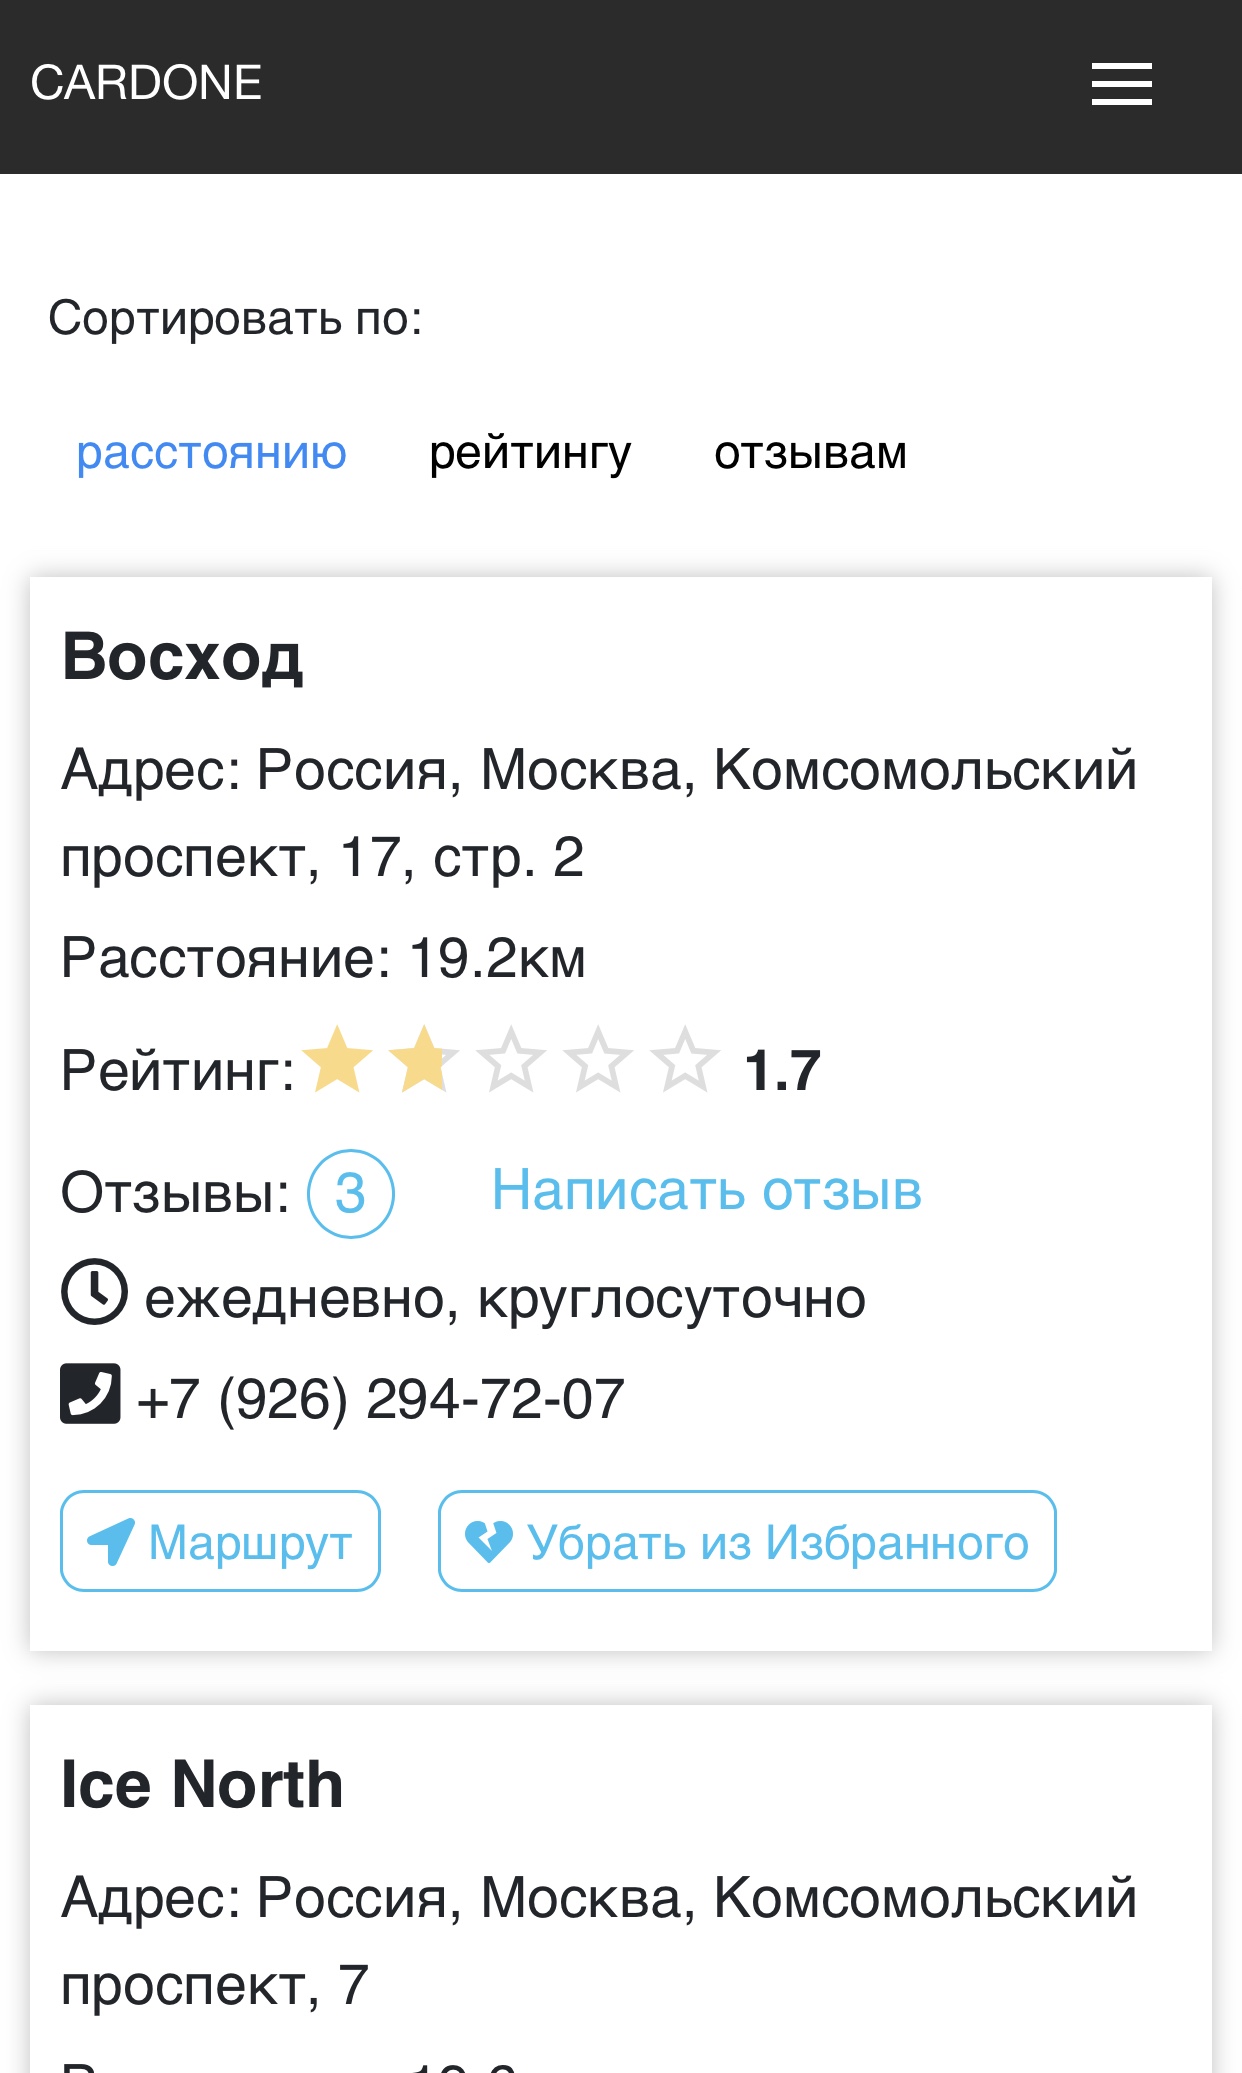 CARDONE
Сортировать по:
расстоянию рейтингу отзывам
Восход
Адрес: Россия, Москва, Комсомольский
проспект, 17, стр. 2
Расстояние: 19.2км
Рейтинг: 1.7
Отзывы: 3 Написать отзыв
ежедневно, круглосуточно
+7 (926) 294-72-07
Маршрут Убрать из Избранного
Ice North
Адрес: Россия, Москва, Комсомольский
проспект, 7